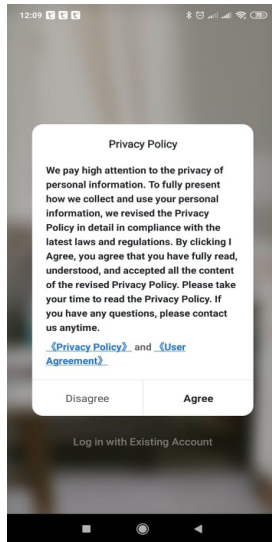 12:09
Privacy Policy
We pay high attention to the privacy of
personal information. To fully present
how we collect and use your personal
information, we revised the Privacy
Policy in detail in compliance with the
latest laws and regulations. By clicking I
Agree, you agree that you have fully read,
understood, and accepted all the content
of the revised Privacy Policy. Please take
your time to read the Privacy Policy. If
you have any questions, please contact
us anytime.
《Privacy Policy》 and 《User
Agreement》
Disagree Agree
Log in with Existing Account